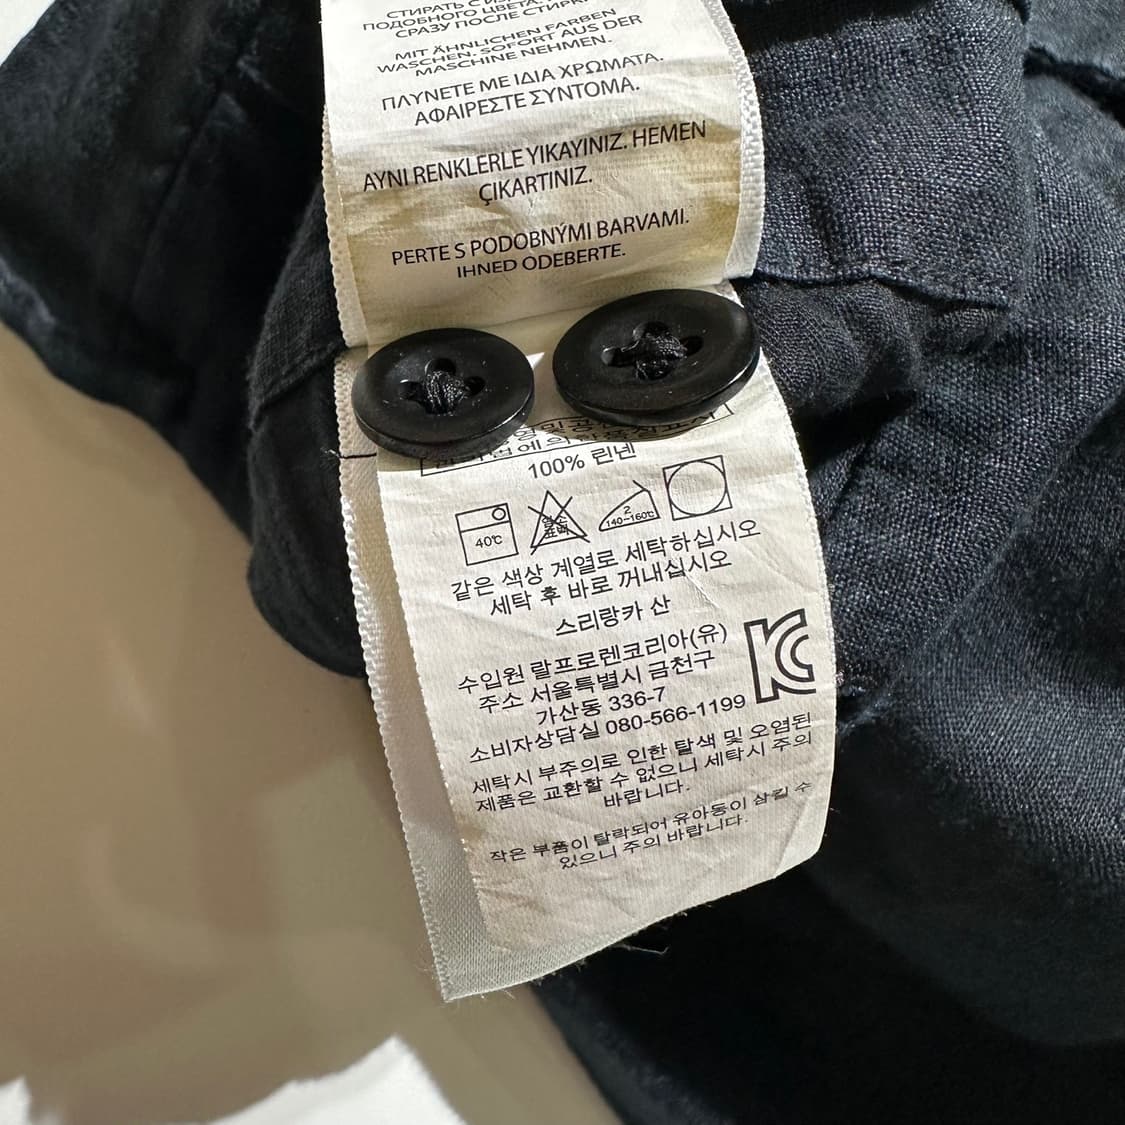 СТИРАТЬ С
ПОДОБНОГО ЦВЕТА.
СРАЗУ ПОСЛЕ СТИРК
MIT ÄHNLICHEN FARBEN
WASCHEN. SOFORT AUS DER
MASCHINE NEHMEN.
ΠΛΥΝΕΤΕ ΜΕ ΙΔΙΑ ΧΡΩΜΑΤΑ.
ΑΦΑΙΡΕΣΤΕ ΣΥΝΤΟΜΑ.
AYNI RENKLERLE YIKAYINIZ. HEMEN
ÇIKARTINIZ.
PERTE S PODOBNÝMI BARVAMI.
IHNED ODEBERTE.
100% 린넨
40℃ 염소 표백 2 140~160℃
같은 색상 계열로 세탁하십시오
세탁 후 바로 꺼내십시오
스리랑카 산
수입원 랄프로렌코리아(유)
주소 서울특별시 금천구
가산동 336-7
소비자상담실 080-566-1199
세탁시 부주의로 인한 탈색 및 오염된
제품은 교환할 수 없으니 세탁시 주의
바랍니다.
작은 부품이 탈락되어 유아동이 삼킬 수
있으니 주의 바랍니다.